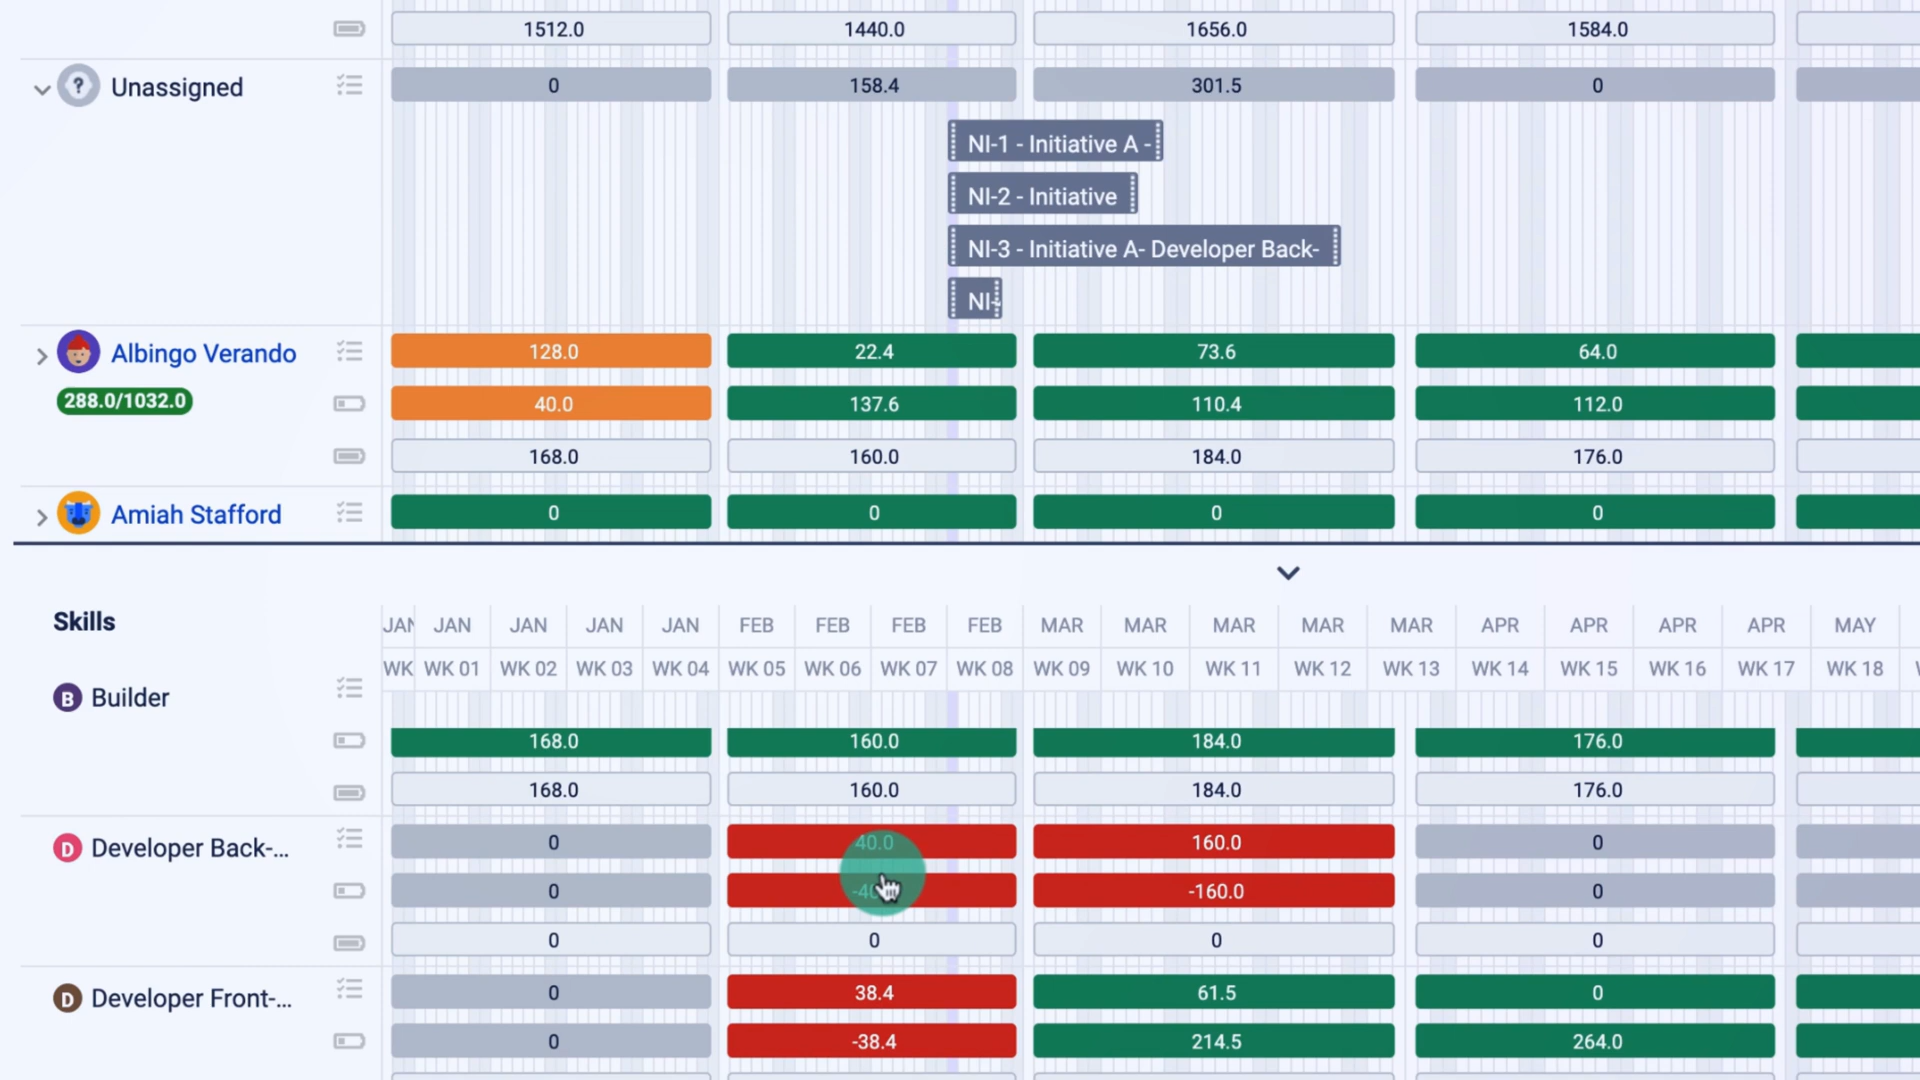 1512.0 1440.0 1656.0 1584.0
? Unassigned 0 158.4 301.5 0
NI-1 - Initiative A -
NI-2 - Initiative
NI-3 - Initiative A- Developer Back-
NI-
Albingo Verando 128.0 22.4 73.6 64.0
288.0/1032.0 40.0 137.6 110.4 112.0
168.0 160.0 184.0 176.0
Amiah Stafford 0 0 0 0
Skills JAN JAN JAN JAN JAN FEB FEB FEB FEB MAR MAR MAR MAR MAR APR APR APR APR MAY
WK WK 01 WK 02 WK 03 WK 04 WK 05 WK 06 WK 07 WK 08 WK 09 WK 10 WK 11 WK 12 WK 13 WK 14 WK 15 WK 16 WK 17 WK 18
B Builder
168.0 160.0 184.0 176.0
168.0 160.0 184.0 176.0
D Developer Back-... 0 40.0 160.0 0
0 -160.0 0
0 0 0 0
D Developer Front-... 0 38.4 61.5 0
0 -38.4 214.5 264.0